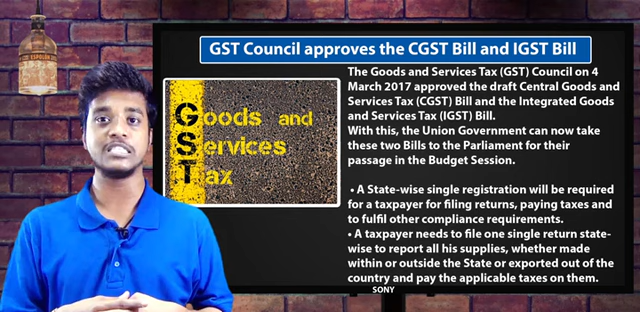 GST Council approves the CGST Bill and IGST Bill
The Goods and Services Tax (GST) Council on 4
March 2017 approved the draft Central Goods and
Services Tax (CGST) Bill and the Integrated Goods
and Services Tax (IGST) Bill.
With this, the Union Government can now take
these two Bills to the Parliament for their
passage in the Budget Session.
• A State-wise single registration will be required
for a taxpayer for filing returns, paying taxes and
to fulfil other compliance requirements.
• A taxpayer needs to file one single return state-
wise to report all his supplies, whether made
within or outside the State or exported out of the
country and pay the applicable taxes on them.
Goods and
Services
Tax
SONY
ESPOLON